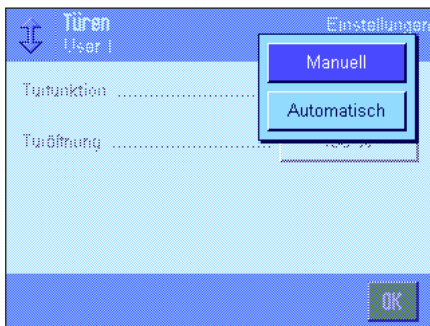 Türen
Einstellungen
User 1
Manuell
Türfunktion
Automatisch
Türöffnung
OK